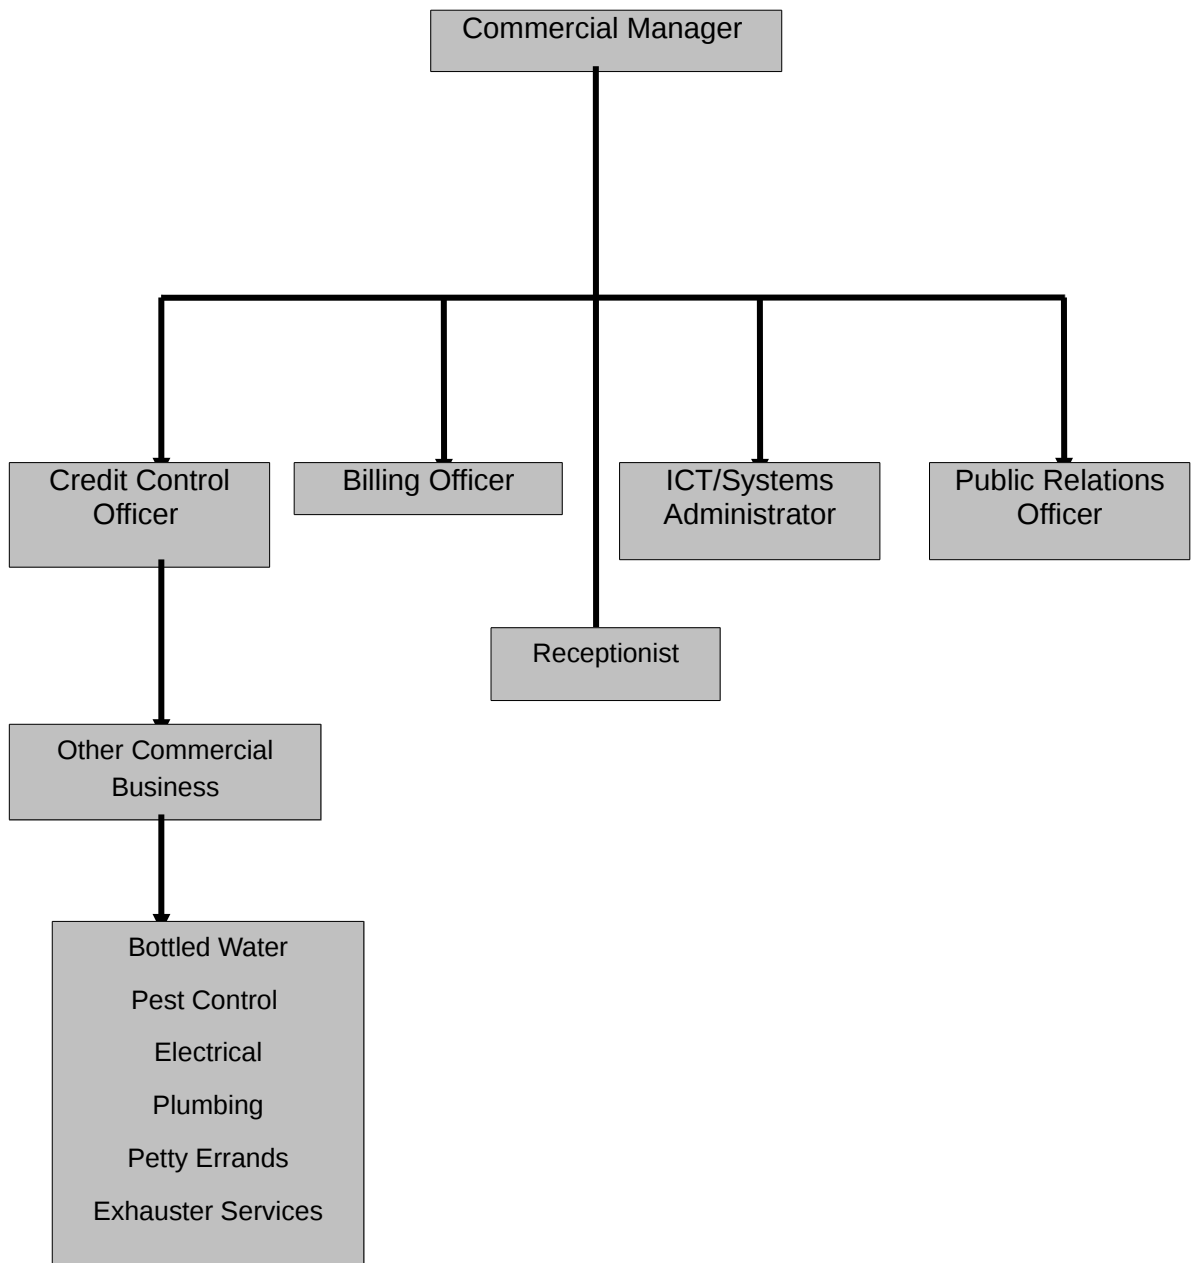 Commercial Manager
Credit Control
Officer
Billing Officer
ICT/Systems
Administrator
Public Relations
Officer
Receptionist
Other Commercial
Business
Bottled Water
Pest Control
Electrical
Plumbing
Petty Errands
Exhauster Services